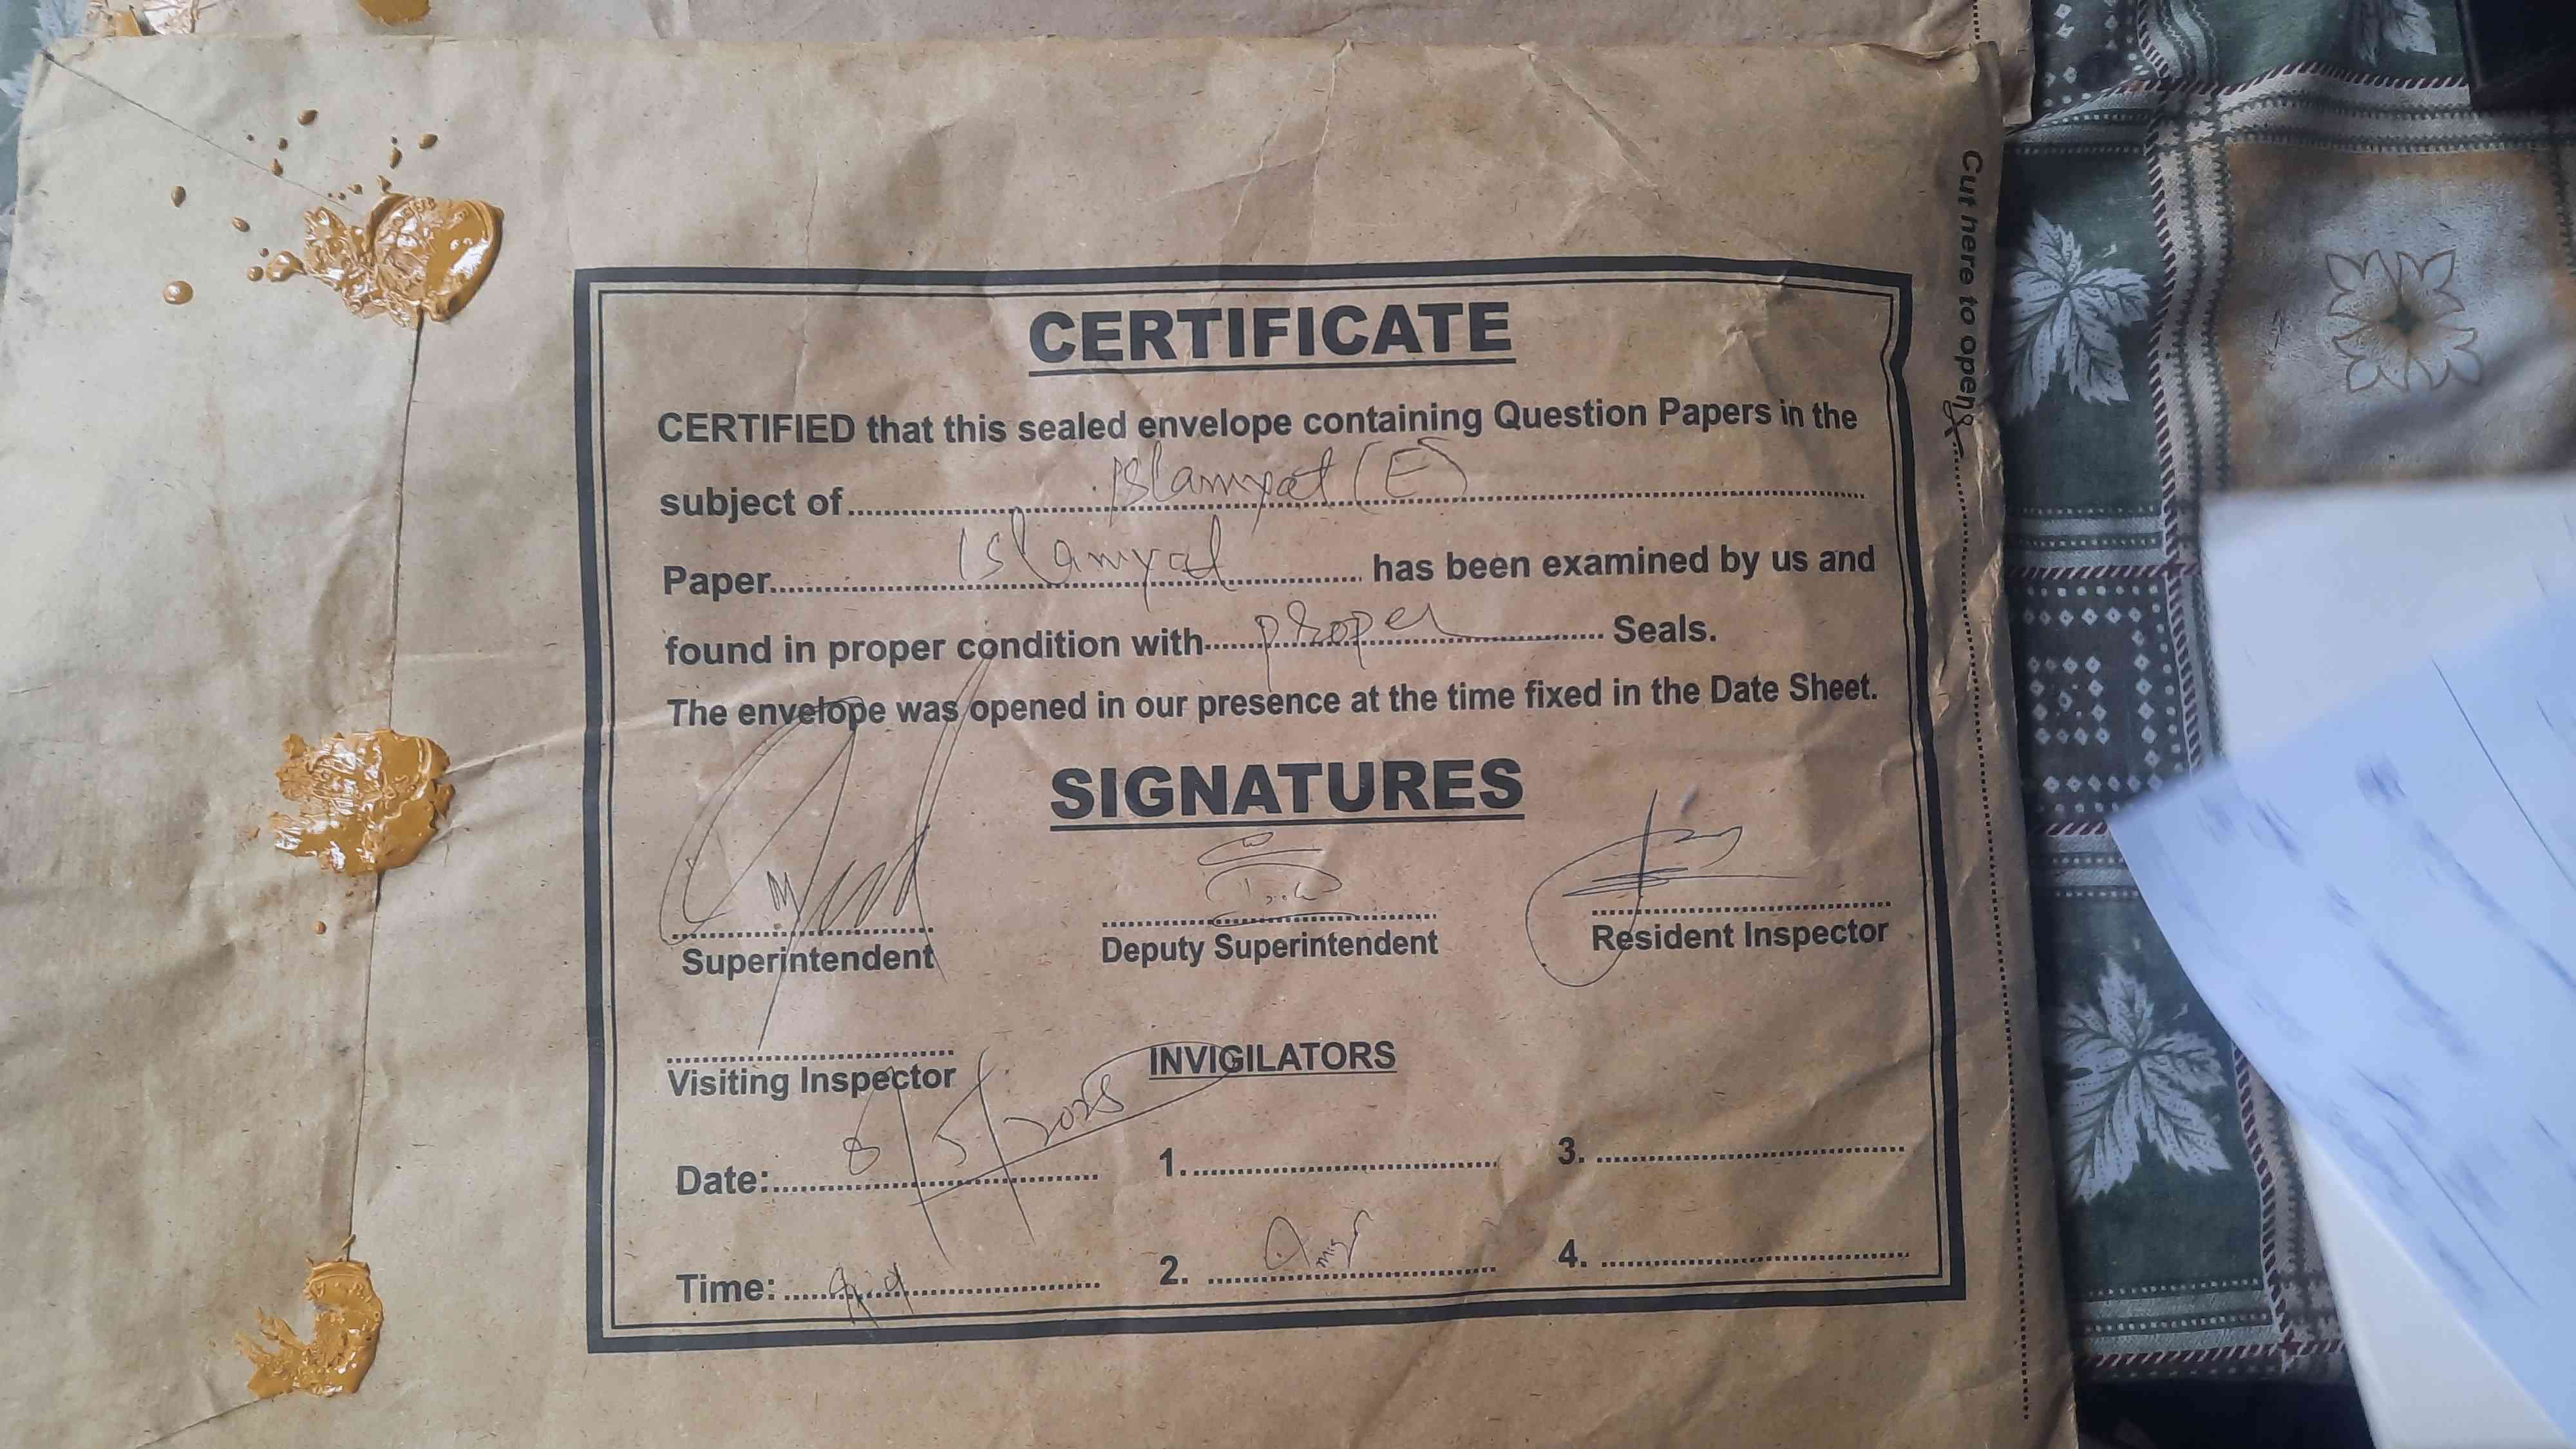 Cut here to open
CERTIFICATE
CERTIFIED that this sealed envelope containing Question Papers in the
subject of Islamyat (E)
Paper Islamyat has been examined by us and
found in proper condition with proper Seals.
The envelope was opened in our presence at the time fixed in the Date Sheet.
SIGNATURES
Superintendent Deputy Superintendent Resident Inspector
Visiting Inspector INVIGILATORS
Date: 8/5/2025 1. 3.
Time: 2. 4.